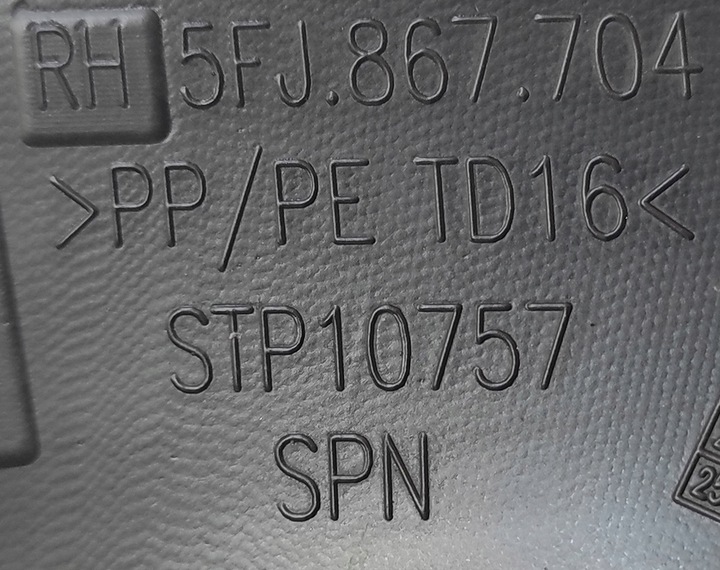 RH 5FJ.867.704
>PP/PE TD16<
STP10757
SPN